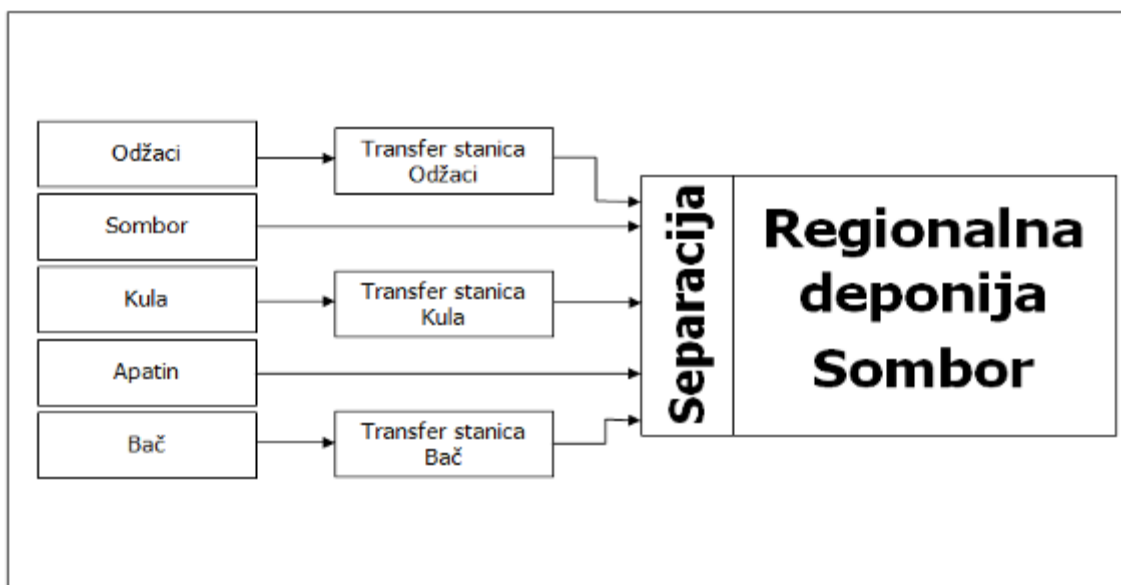 Odžaci
Transfer stanica
Odžaci
Sombor
Kula
Transfer stanica
Kula
Apatin
Bač
Transfer stanica
Bač
Separacija
Regionalna
deponija
Sombor